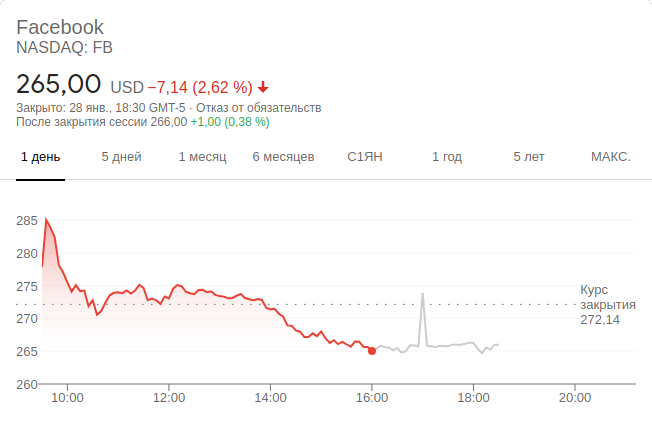 Facebook
NASDAQ: FB
265,00 USD −7,14 (2,62 %)
Закрыто: 28 янв., 18:30 GMT-5 · Отказ от обязательств
После закрытия сессии 266,00 +1,00 (0,38 %)
1 день 5 дней 1 месяц 6 месяцев С1ЯН 1 год 5 лет МАКС.
285
280
275
270
265
260
Курс
закрытия
272,14
10:00 12:00 14:00 16:00 18:00 20:00